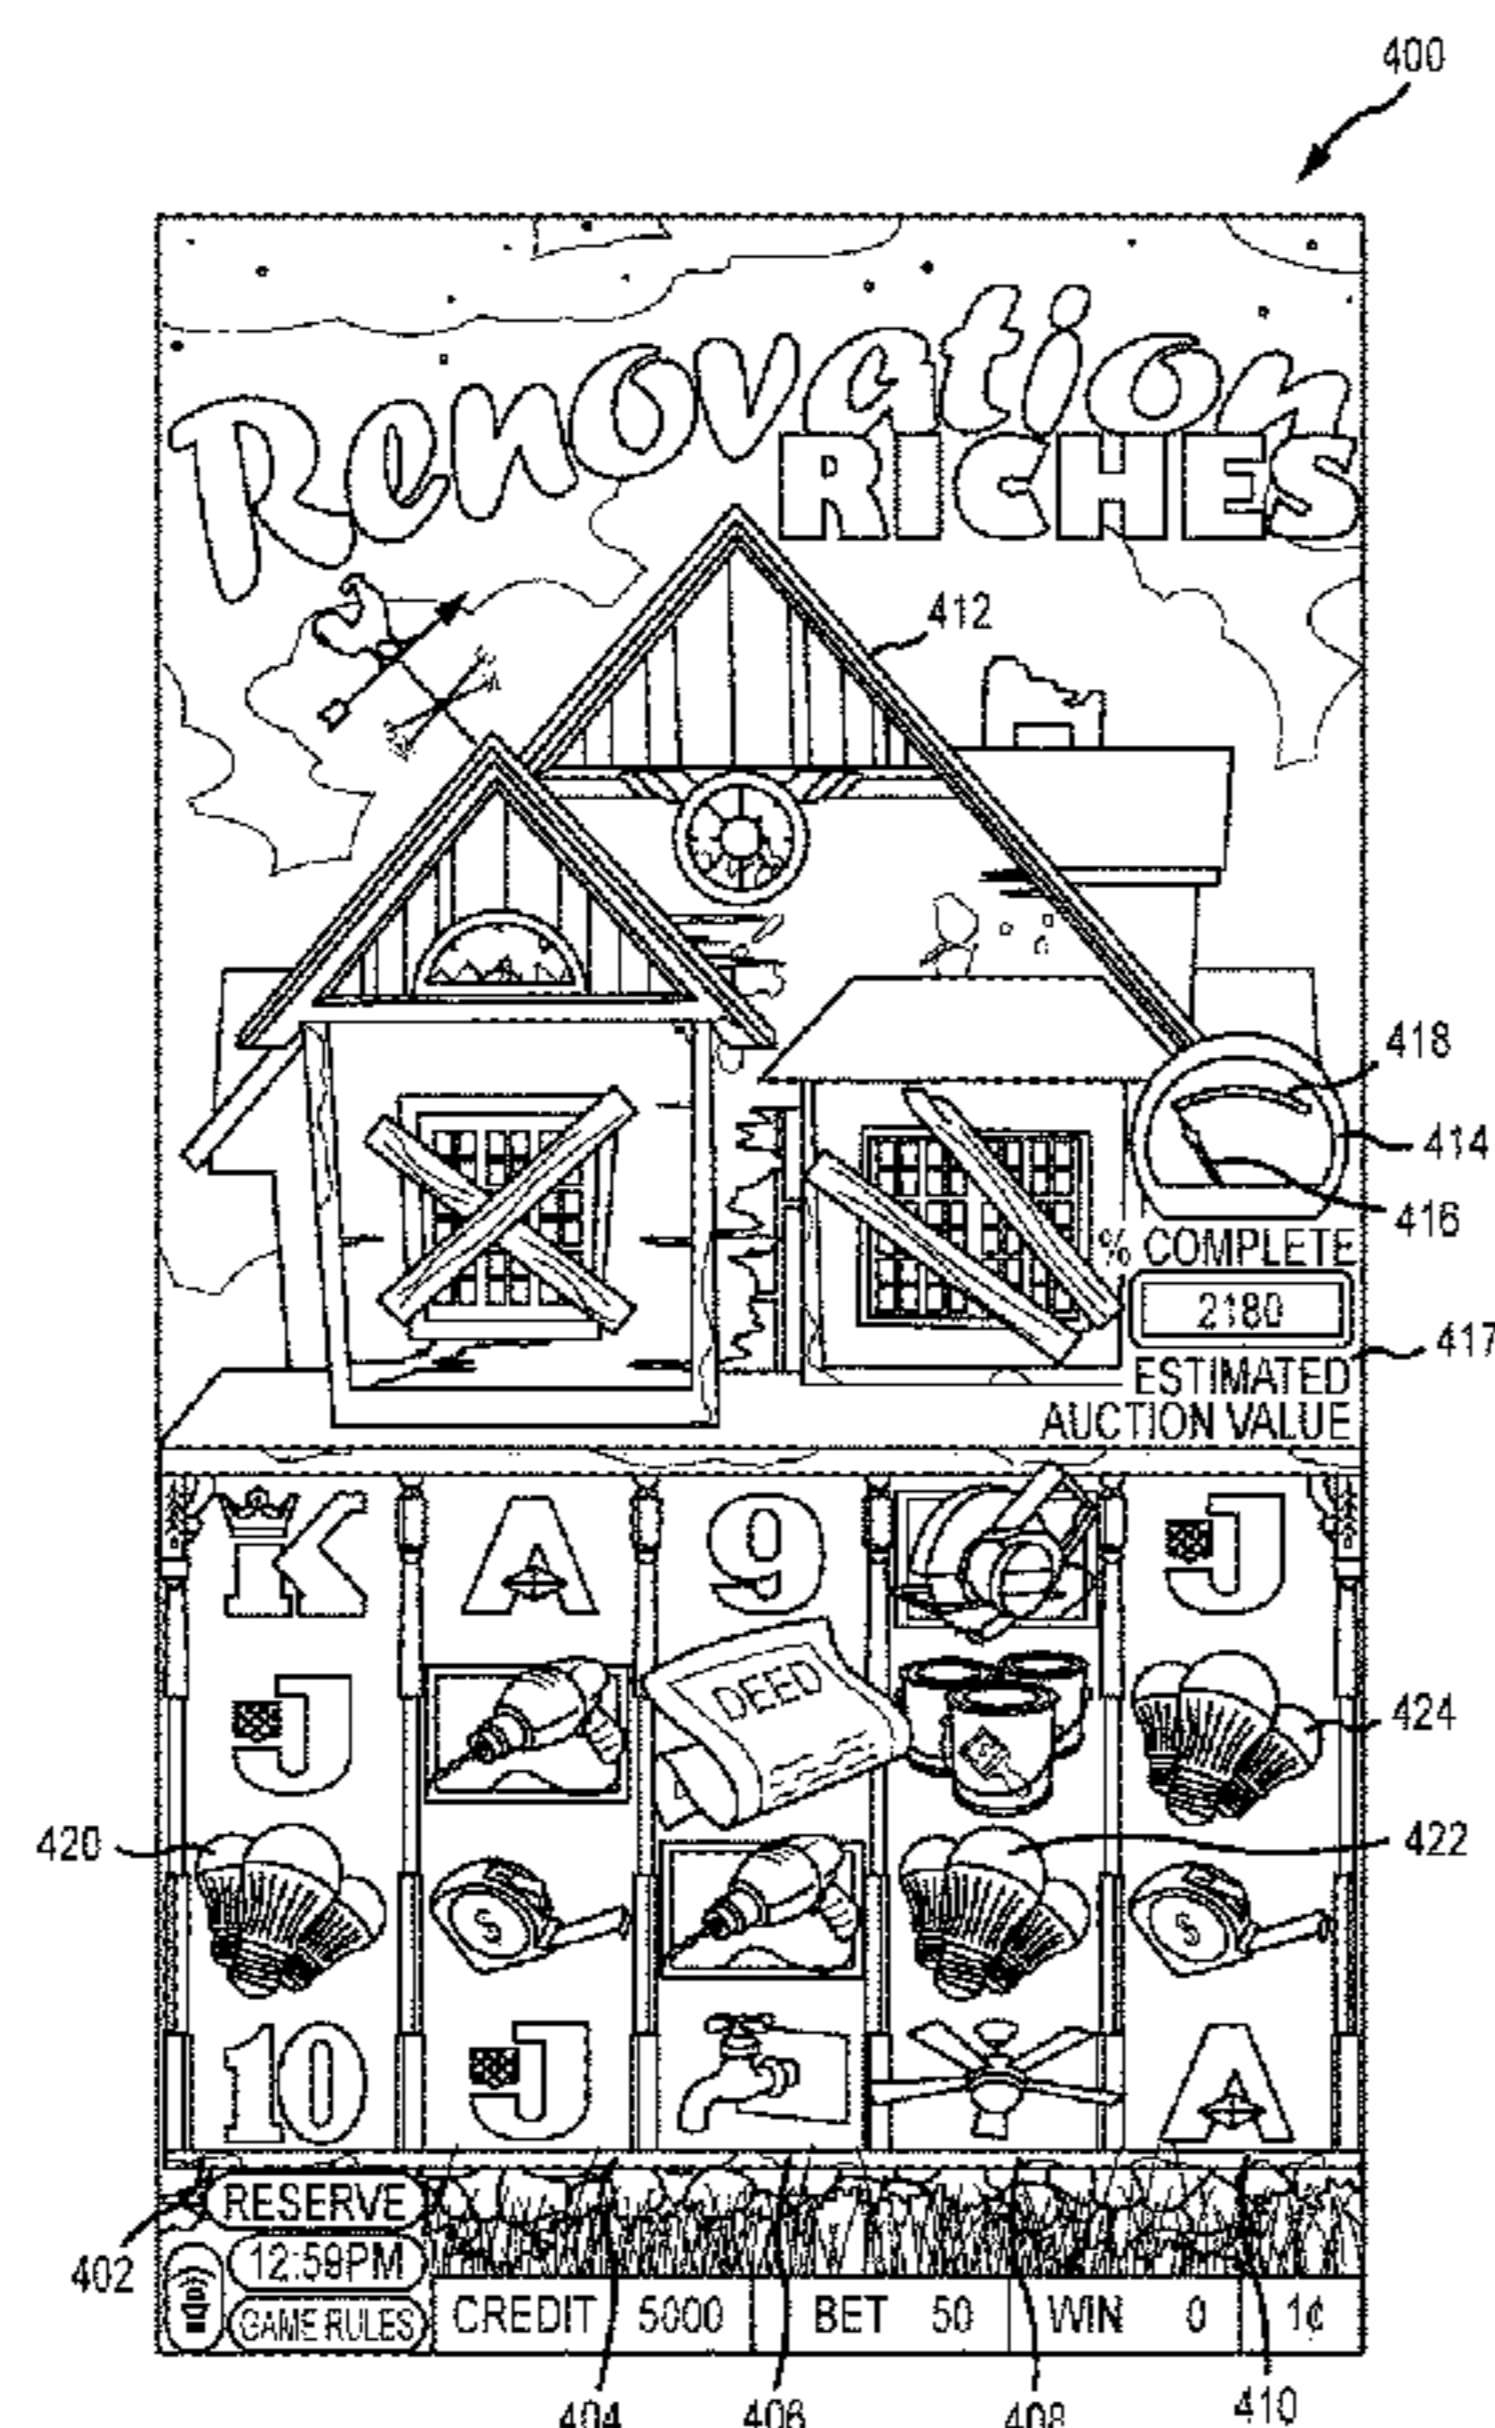 400
Renovation
RICHES
412
418
414
416
% COMPLETE
2180
417
ESTIMATED
AUCTION VALUE
K A 9 J
J DEED 424
420 $ 422 $
10 J A
402 RESERVE
12:59PM
GAME RULES CREDIT 5000 BET 50 WIN 0 1¢
404 406 408 410